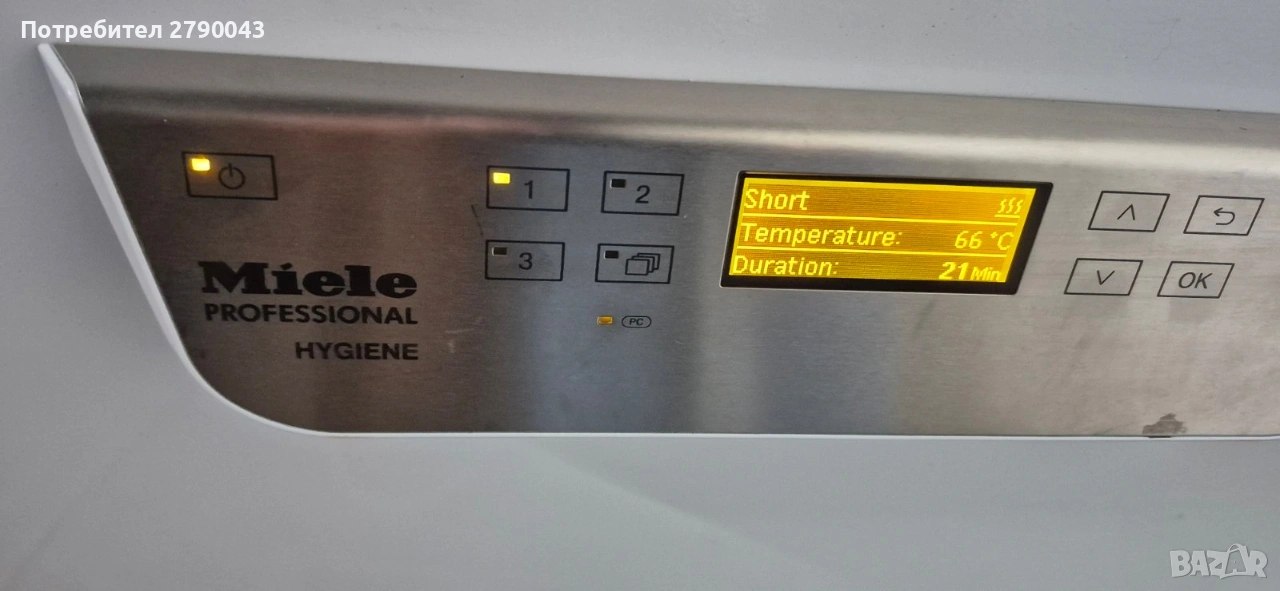 Потребител 2790043
1
2
3
Miele
PROFESSIONAL
HYGIENE
PC
Short
Temperature: 66 °C
Duration: 21 Min
OK
BAZAR